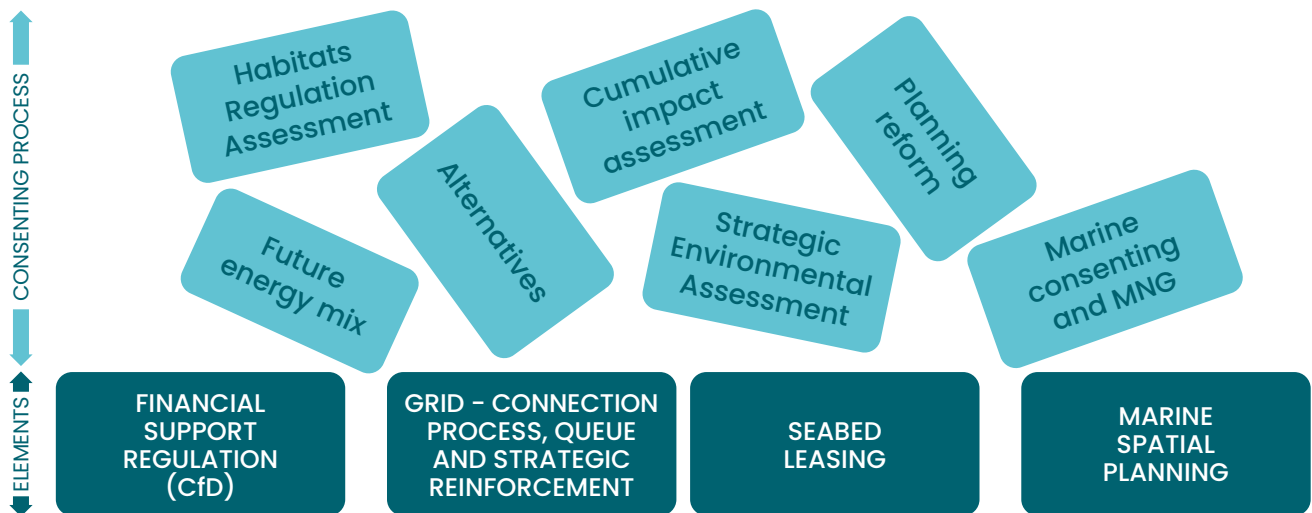 CONSENTING PROCESS
Habitats
Regulation
Assessment
Cumulative
impact
assessment
Planning
reform
Alternatives
Future
energy mix
Strategic
Environmental
Assessment
Marine
consenting
and MNG
ELEMENTS
FINANCIAL
SUPPORT
REGULATION
(CfD)
GRID – CONNECTION
PROCESS, QUEUE
AND STRATEGIC
REINFORCEMENT
SEABED
LEASING
MARINE
SPATIAL
PLANNING